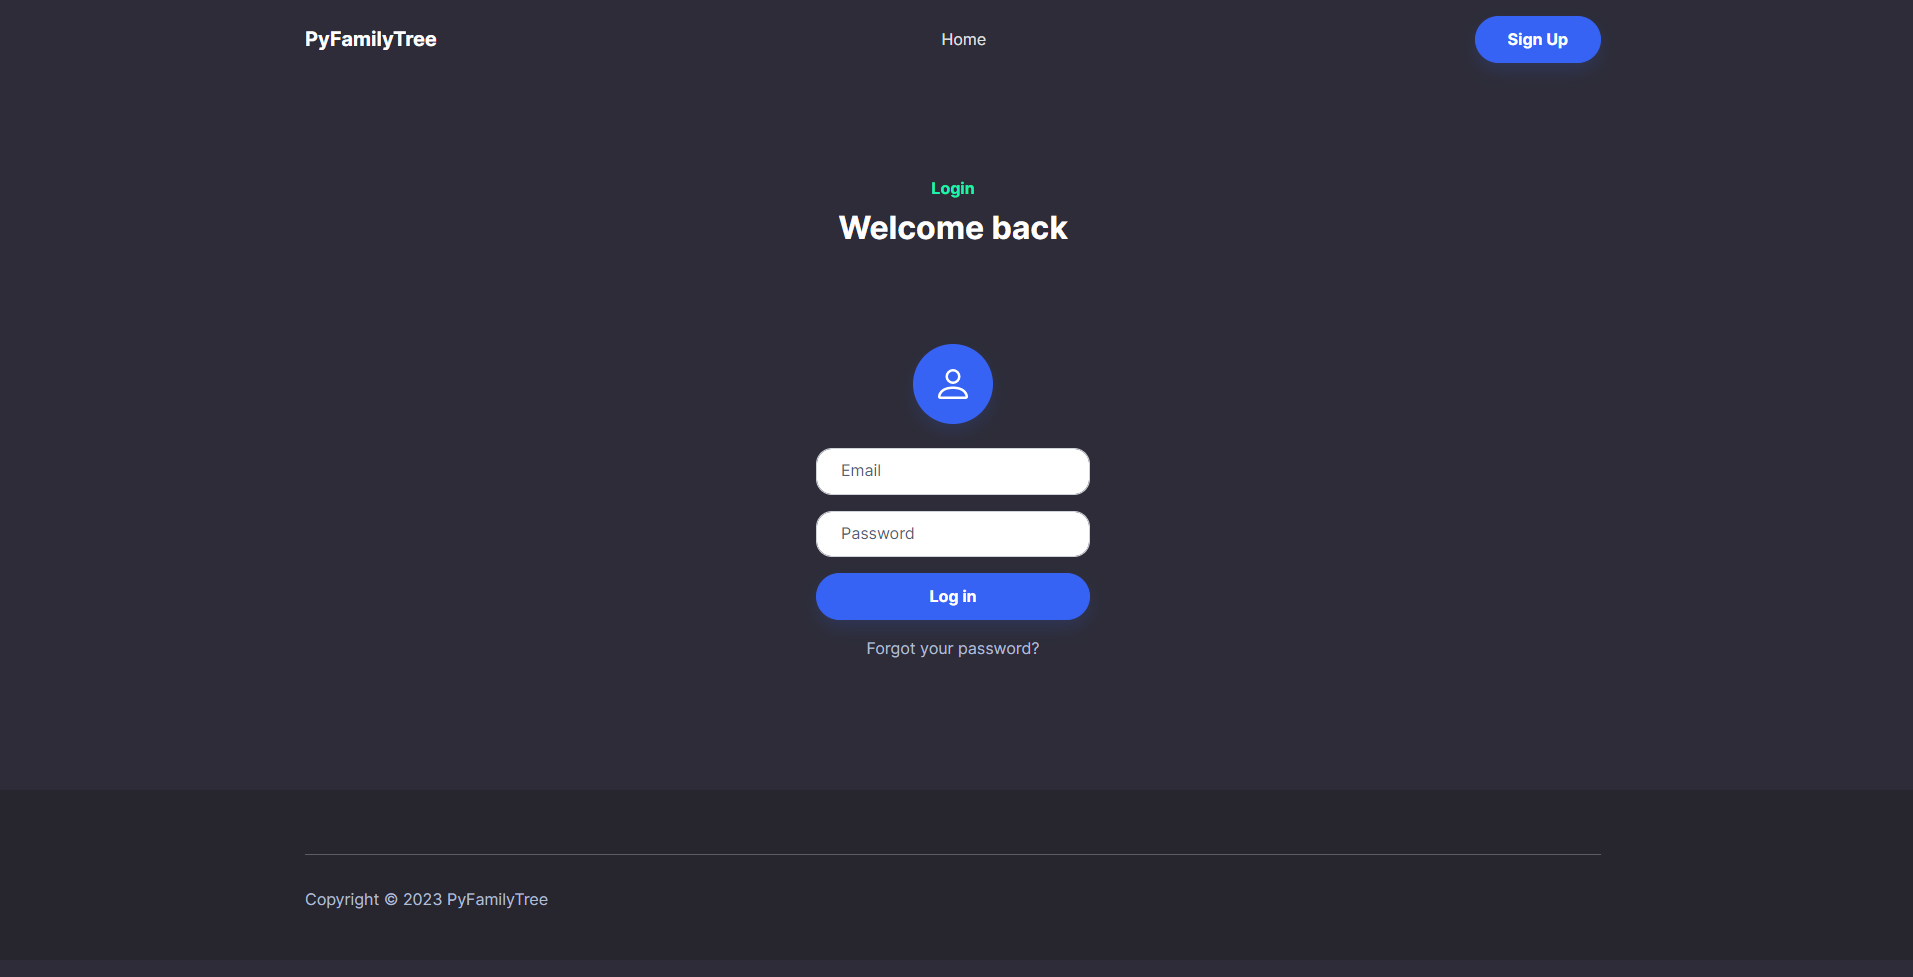 PyFamilyTree
Home
Sign Up
Login
Welcome back
Email
Password
Log in
Forgot your password?
Copyright © 2023 PyFamilyTree